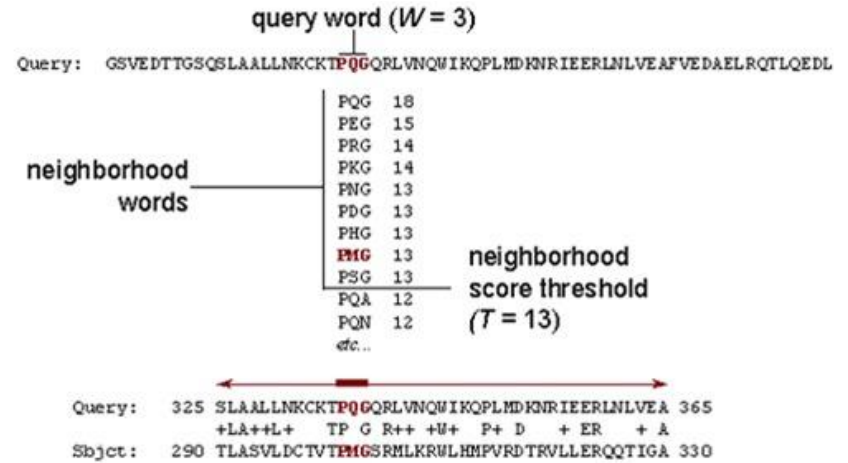 query word (W = 3)
Query: GSVEDTTGSQSLAALLNKCKTPQGQRLVNQWIKQPLMDKNRIEERLNLVEAFVEDAELRQTLQEDL
PQG 18
PEG 15
PRG 14
PKG 14
PNG 13
PDG 13
PHG 13
PMG 13
PSG 13
PQA 12
PQN 12
etc...
neighborhood
words
neighborhood
score threshold
(T = 13)
Query: 325 SLAALLNKCKTPQGQRLVNQWIKQPLMDKNRIEERLNLVEA 365
+LA++L+ TP G R++ +W+ P+ D + ER + A
Sbjct: 290 TLASVLDCTVTPMGSRMLKRWLHMPVRDTRVLLERQQTIGA 330